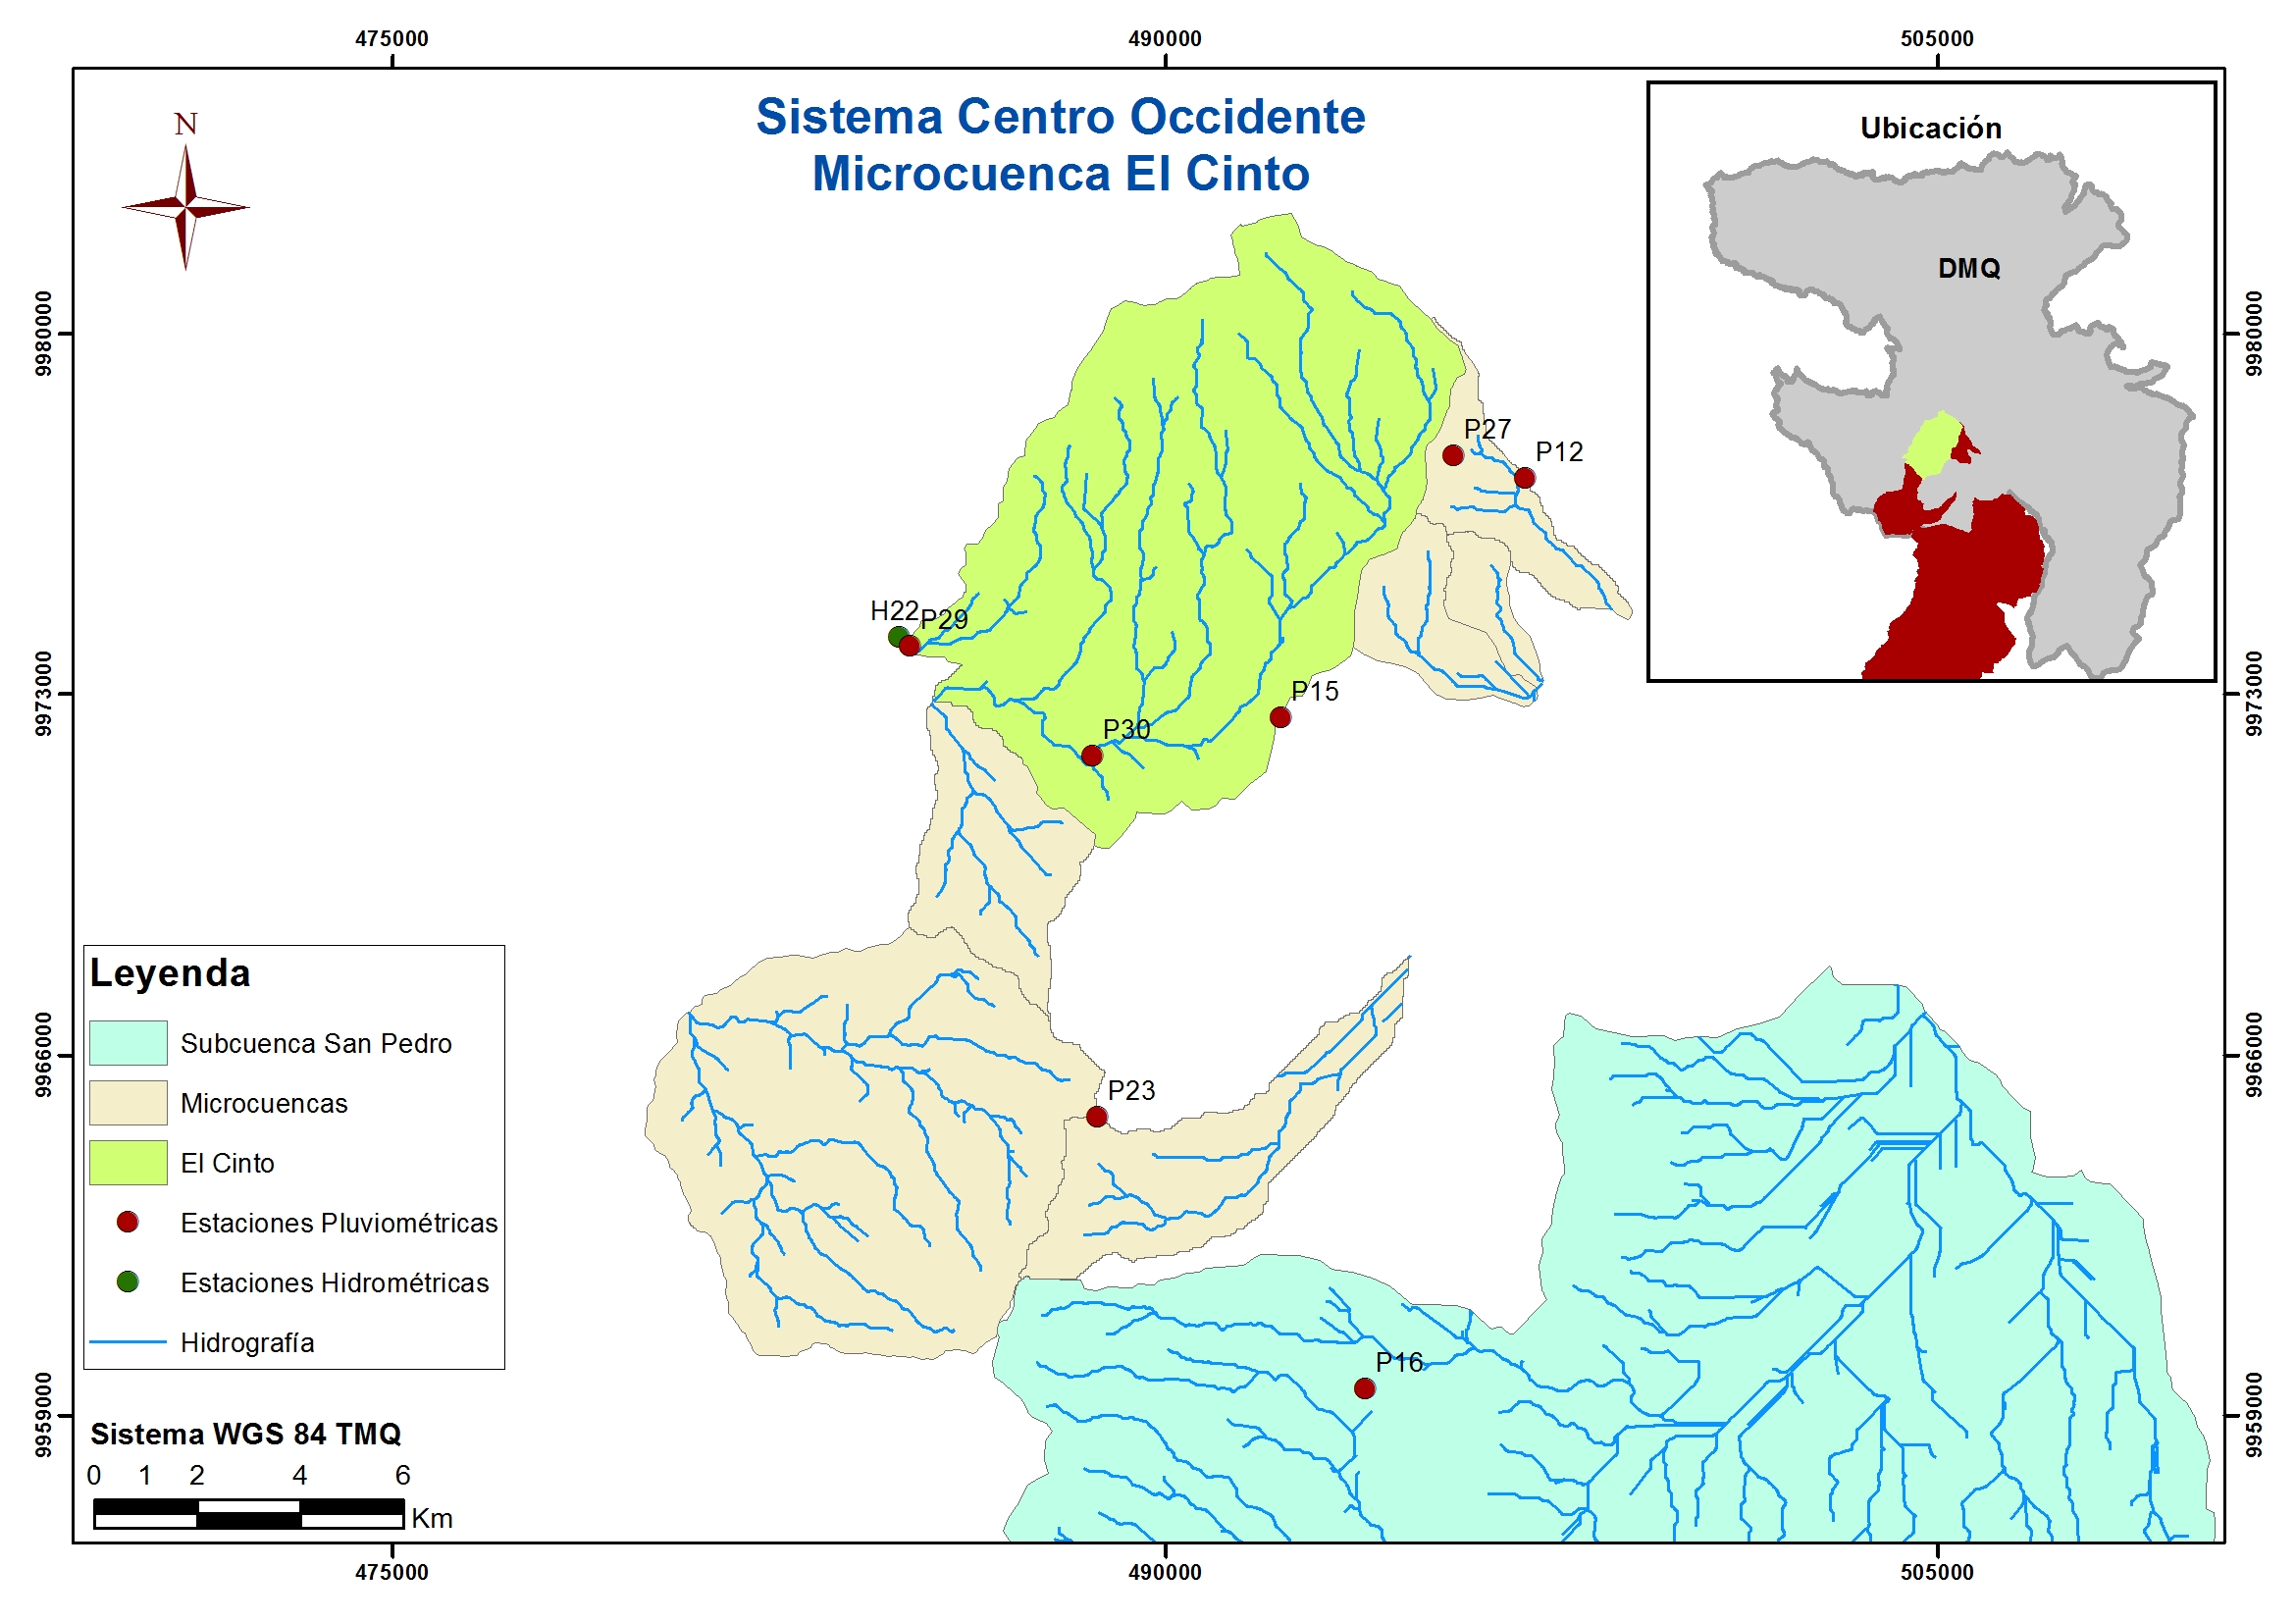 475000
490000
505000
Sistema Centro Occidente
Microcuenca El Cinto
N
Ubicación
DMQ
9980000
9980000
P27
P12
H22
P29
9973000
9973000
P15
P30
Leyenda
Subcuenca San Pedro
Microcuencas
El Cinto
Estaciones Pluviométricas
Estaciones Hidrométricas
Hidrografía
9966000
9966000
P23
P16
9959000
9959000
Sistema WGS 84 TMQ
0 1 2 4 6
Km
475000
490000
505000